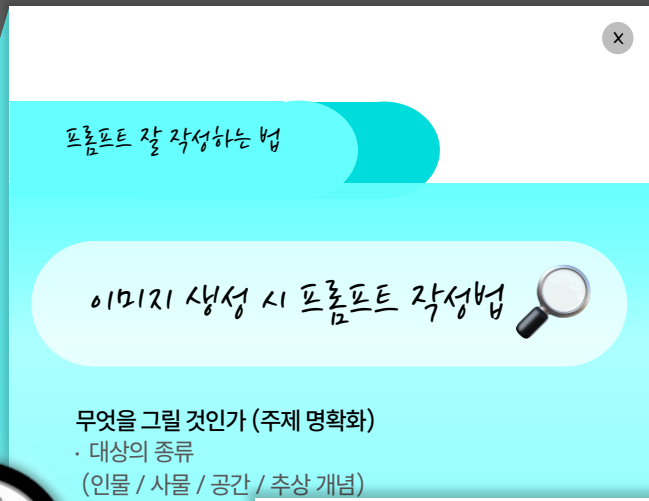 x
프롬프트 잘 작성하는 법
이미지 생성 시 프롬프트 작성법
무엇을 그릴 것인가 (주제 명확화)
· 대상의 종류
(인물 / 사물 / 공간 / 추상 개념)